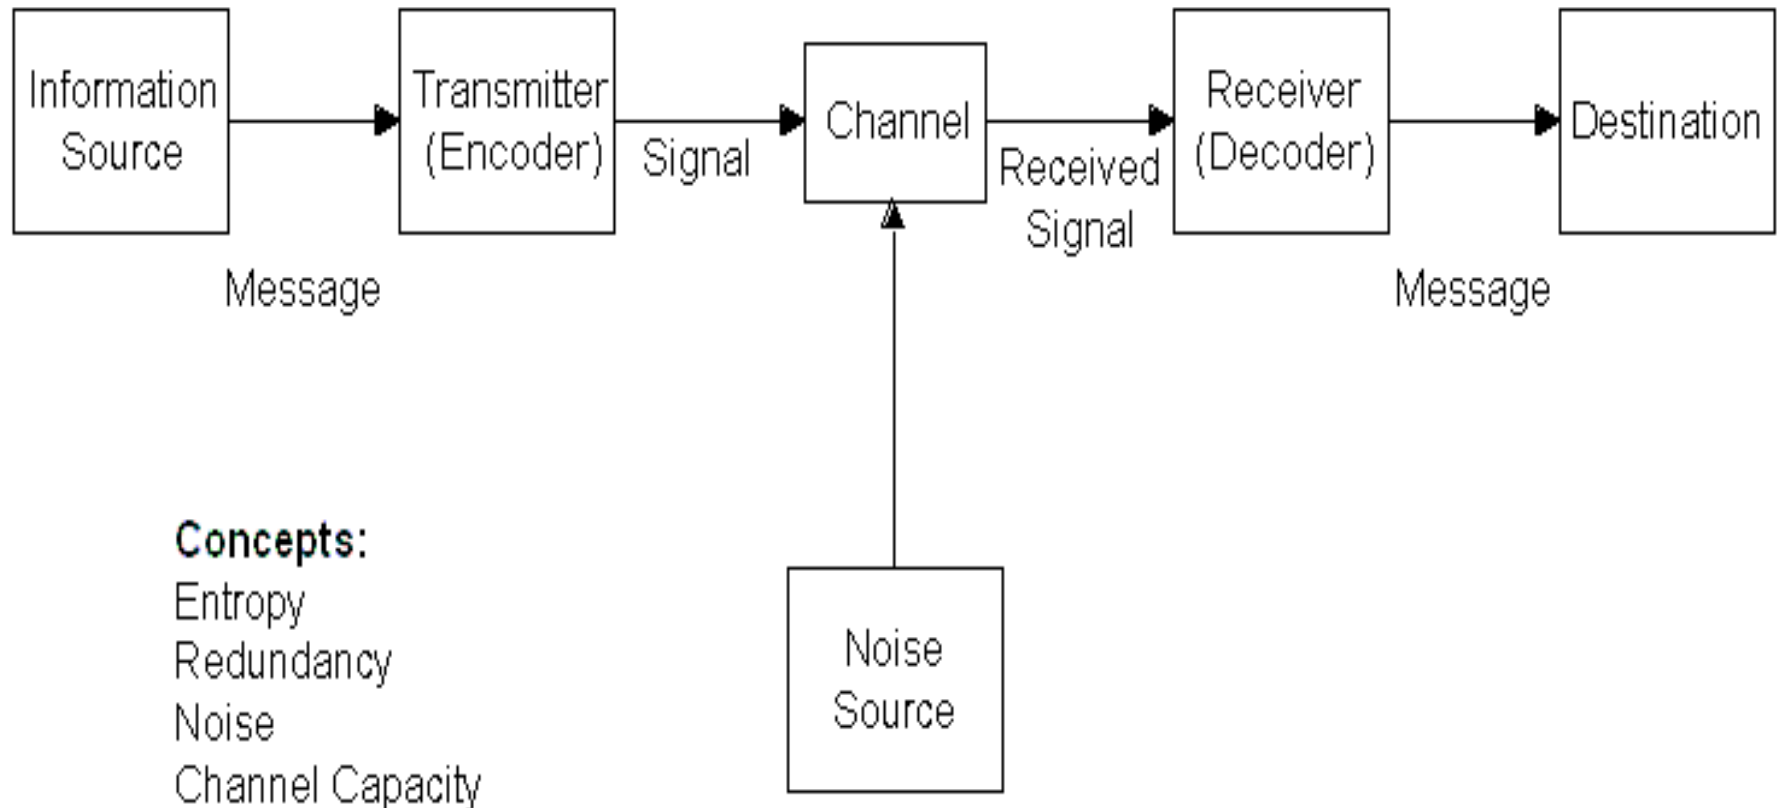 Information
Source
Transmitter
(Encoder)
Signal
Channel
Received
Signal
Receiver
(Decoder)
Destination
Message
Message
Concepts:
Entropy
Redundancy
Noise
Channel Capacity
Noise
Source